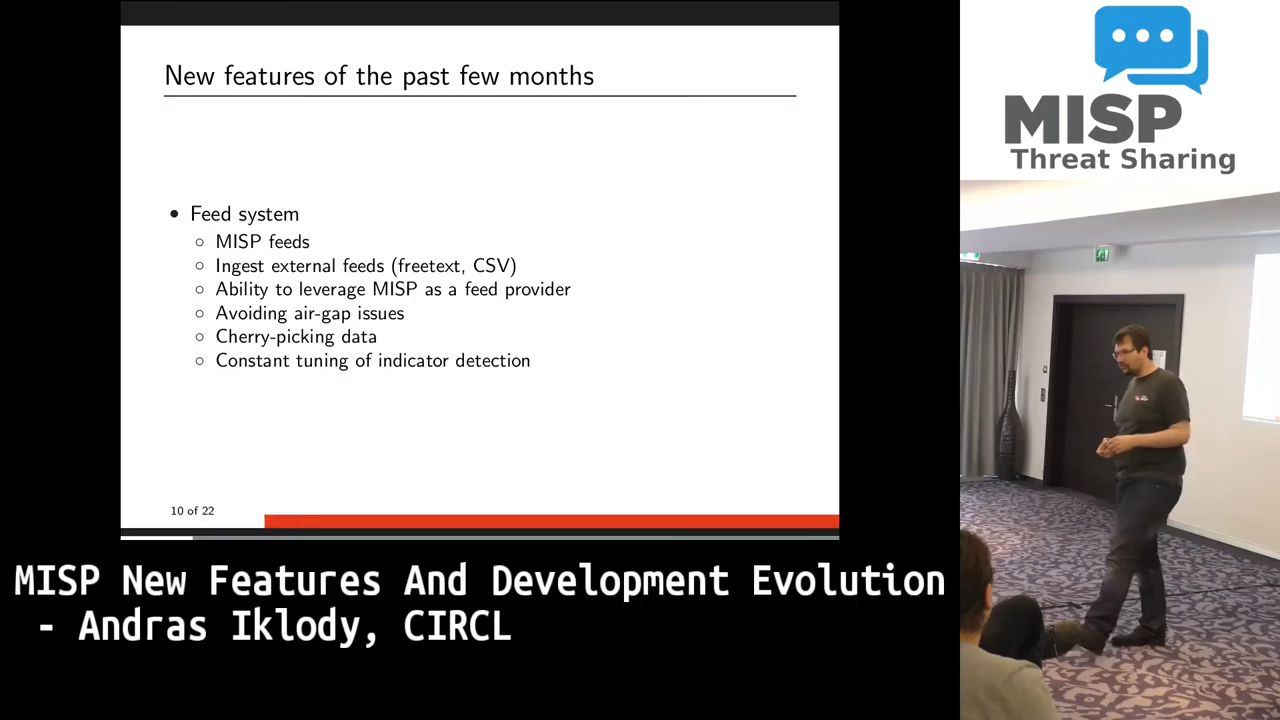 New features of the past few months
• Feed system
○ MISP feeds
○ Ingest external feeds (freetext, CSV)
○ Ability to leverage MISP as a feed provider
○ Avoiding air-gap issues
○ Cherry-picking data
○ Constant tuning of indicator detection
10 of 22
MISP New Features And Development Evolution
- Andras Iklody, CIRCL
MISP
Threat Sharing